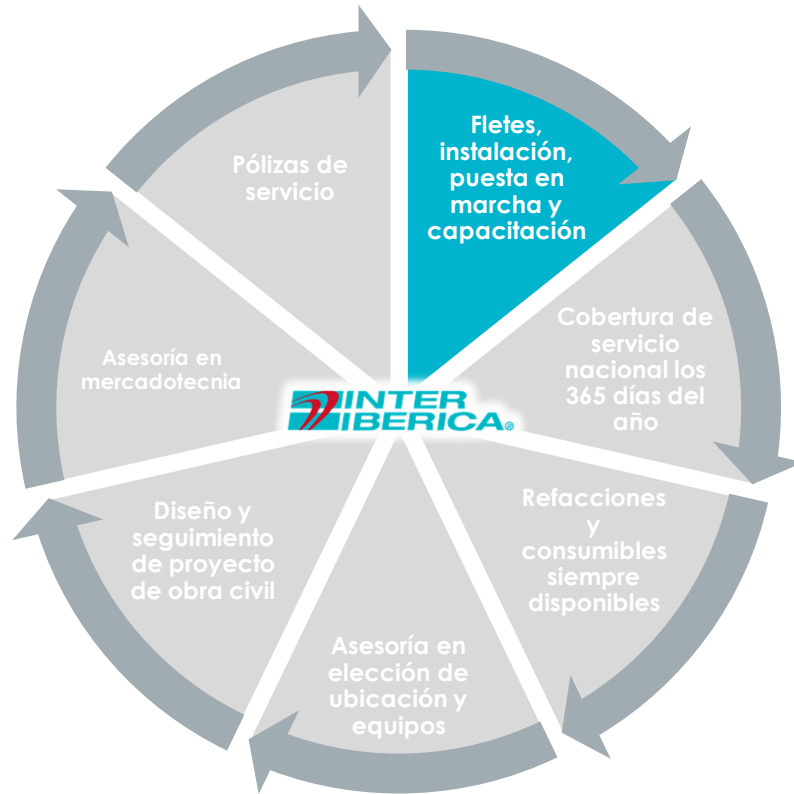 Fletes,
instalación,
puesta en
marcha y
capacitación
Cobertura de
servicio
nacional los
365 días del
año
Refacciones
y
consumibles
siempre
disponibles
Asesoría en
elección de
ubicación y
equipos
Diseño y
seguimiento
de proyecto
de obra civil
Asesoría en
mercadotecnia
Pólizas de
servicio
INTER
IBERICA®